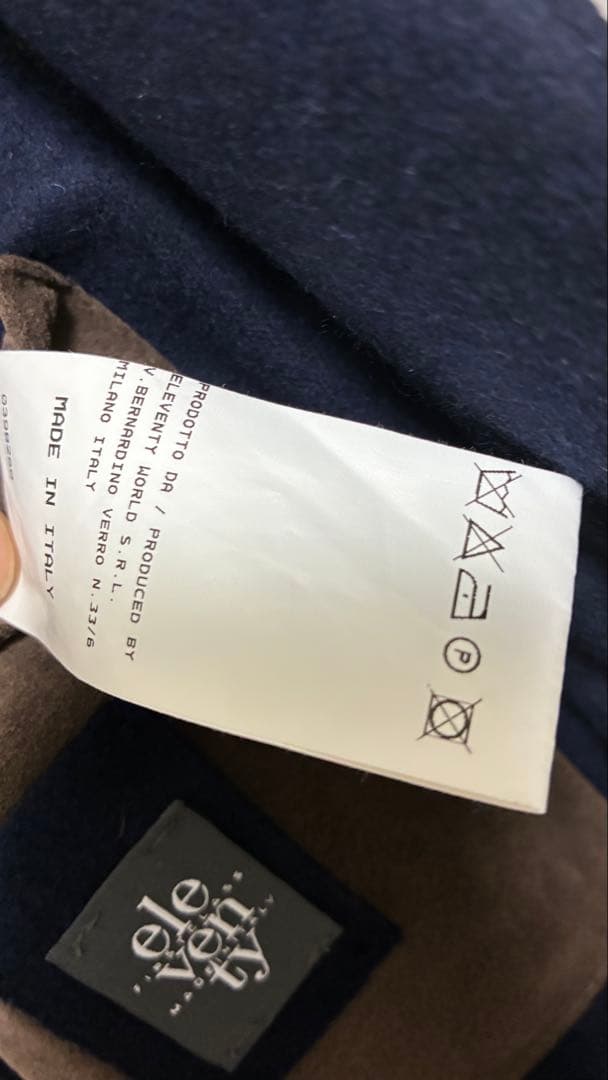 PRODOTTO DA / PRODUCED BY
ELEVENTY WORLD S.R.L.
V.BERNARDINO VERRO N.33/6
MILANO ITALY
MADE IN ITALY
P
ele
ven
ty